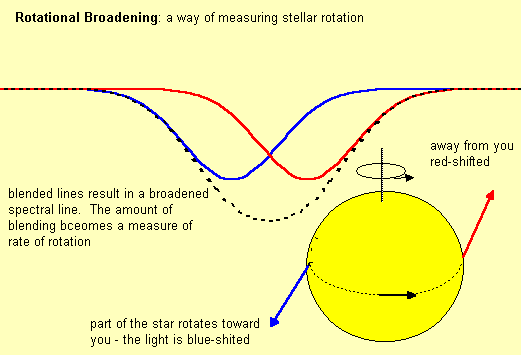 Rotational Broadening: a way of measuring stellar rotation
away from you
red-shifted
blended lines result in a broadened
spectral line. The amount of
blending bceomes a measure of
rate of rotation
part of the star rotates toward
you - the light is blue-shited